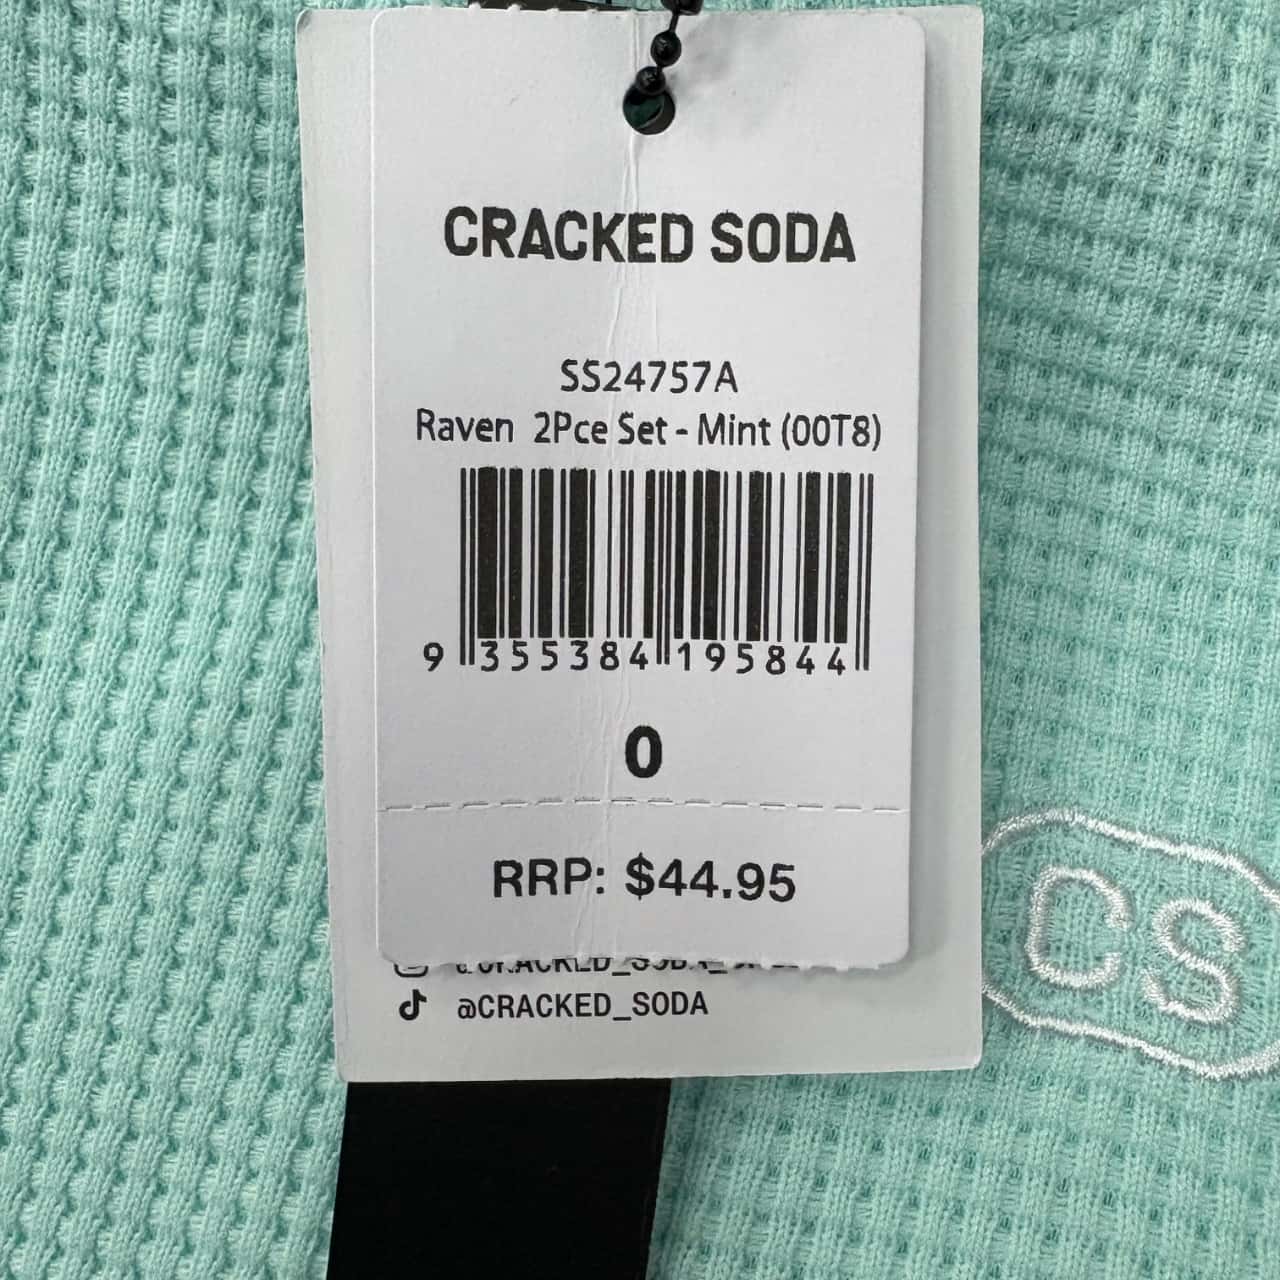 CRACKED SODA
SS24757A
Raven 2Pce Set - Mint (00T8)
9 355384 195844
0
RRP: $44.95
@CRACKED_SODA
CS